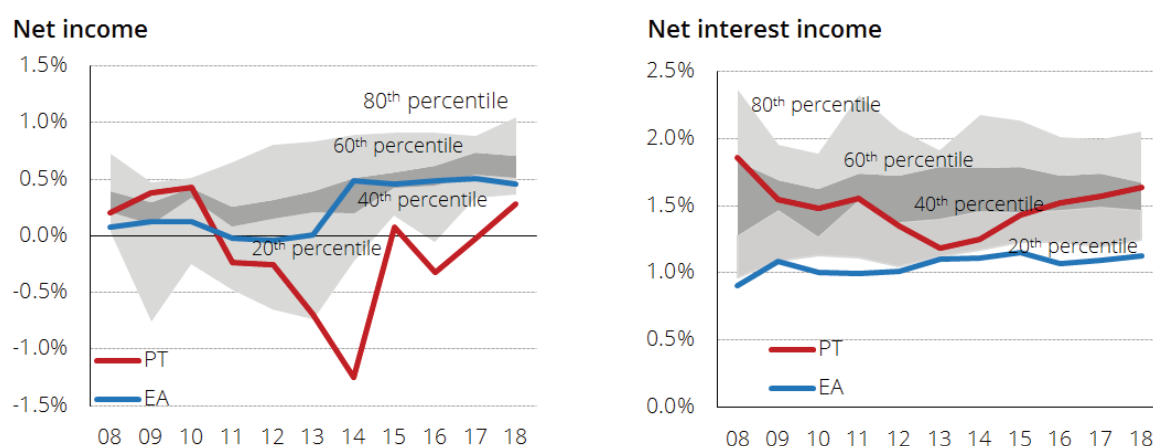 Net income
1.5%
1.0%
0.5%
0.0%
-0.5%
-1.0%
-1.5%
80th percentile
60th percentile
40th percentile
20th percentile
PT
EA
08 09 10 11 12 13 14 15 16 17 18
Net interest income
2.5%
2.0%
1.5%
1.0%
0.5%
0.0%
80th percentile
60th percentile
40th percentile
20th percentile
PT
EA
08 09 10 11 12 13 14 15 16 17 18